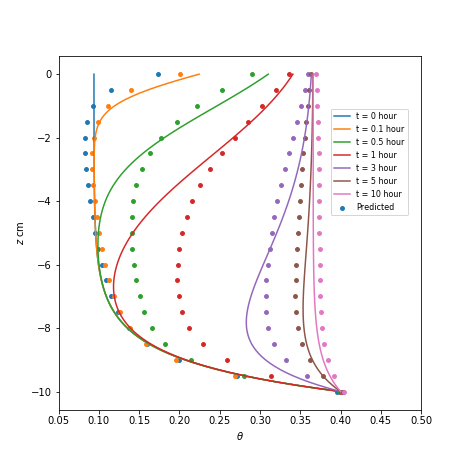 0
−2
−4
−6
−8
−10
z cm
0.05 0.10 0.15 0.20 0.25 0.30 0.35 0.40 0.45 0.50
θ
t = 0 hour
t = 0.1 hour
t = 0.5 hour
t = 1 hour
t = 3 hour
t = 5 hour
t = 10 hour
Predicted